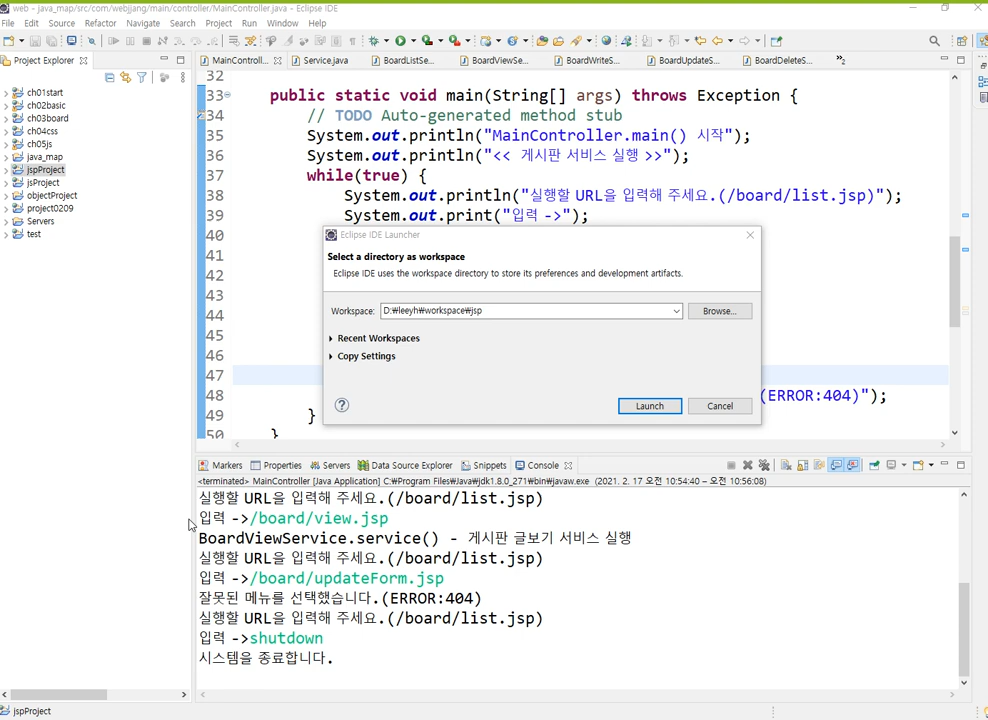 web - java_map/src/com/webjjang/main/controller/MainController.java - Eclipse IDE
File Edit Source Refactor Navigate Search Project Run Window Help
Project Explorer
MainControll... Service.java BoardListSe... BoardViewSe... BoardWriteS... BoardUpdateS... BoardDeleteS... »2
ch01start
ch02basic
ch03board
ch04css
ch05js
java_map
jspProject
jsProject
objectProject
project0209
Servers
test
32
33 public static void main(String[] args) throws Exception {
34 // TODO Auto-generated method stub
35 System.out.println("MainController.main() 시작");
36 System.out.println("<< 게시판 서비스 실행 >>");
37 while(true) {
38 System.out.println("실행할 URL을 입력해 주세요.(/board/list.jsp)");
39 System.out.print("입력 ->");
40
41
42
43
44
45
46
47
48 (ERROR:404)");
49 }
50 }
Eclipse IDE Launcher
Select a directory as workspace
Eclipse IDE uses the workspace directory to store its preferences and development artifacts.
Workspace: D:₩leeyh₩workspace₩jsp Browse...
Recent Workspaces
Copy Settings
Launch Cancel
Markers Properties Servers Data Source Explorer Snippets Console
<terminated> MainController [Java Application] C:₩Program Files₩Java₩jdk1.8.0_271₩bin₩javaw.exe (2021. 2. 17 오전 10:54:40 – 오전 10:56:08)
실행할 URL을 입력해 주세요.(/board/list.jsp)
입력 ->/board/view.jsp
BoardViewService.service() - 게시판 글보기 서비스 실행
실행할 URL을 입력해 주세요.(/board/list.jsp)
입력 ->/board/updateForm.jsp
잘못된 메뉴를 선택했습니다.(ERROR:404)
실행할 URL을 입력해 주세요.(/board/list.jsp)
입력 ->shutdown
시스템을 종료합니다.
jspProject